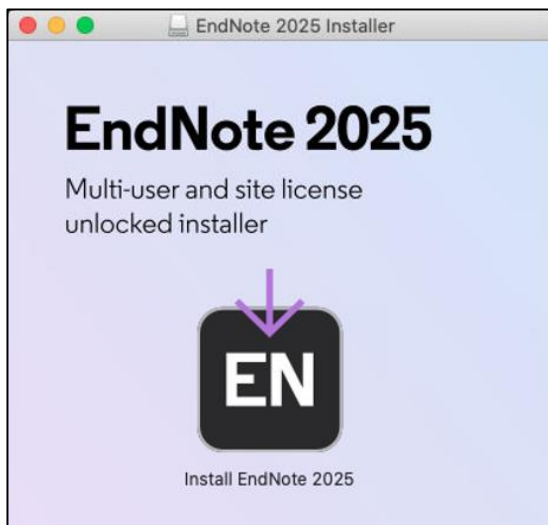 EndNote 2025 Installer
EndNote 2025
Multi-user and site license
unlocked installer
EN
Install EndNote 2025